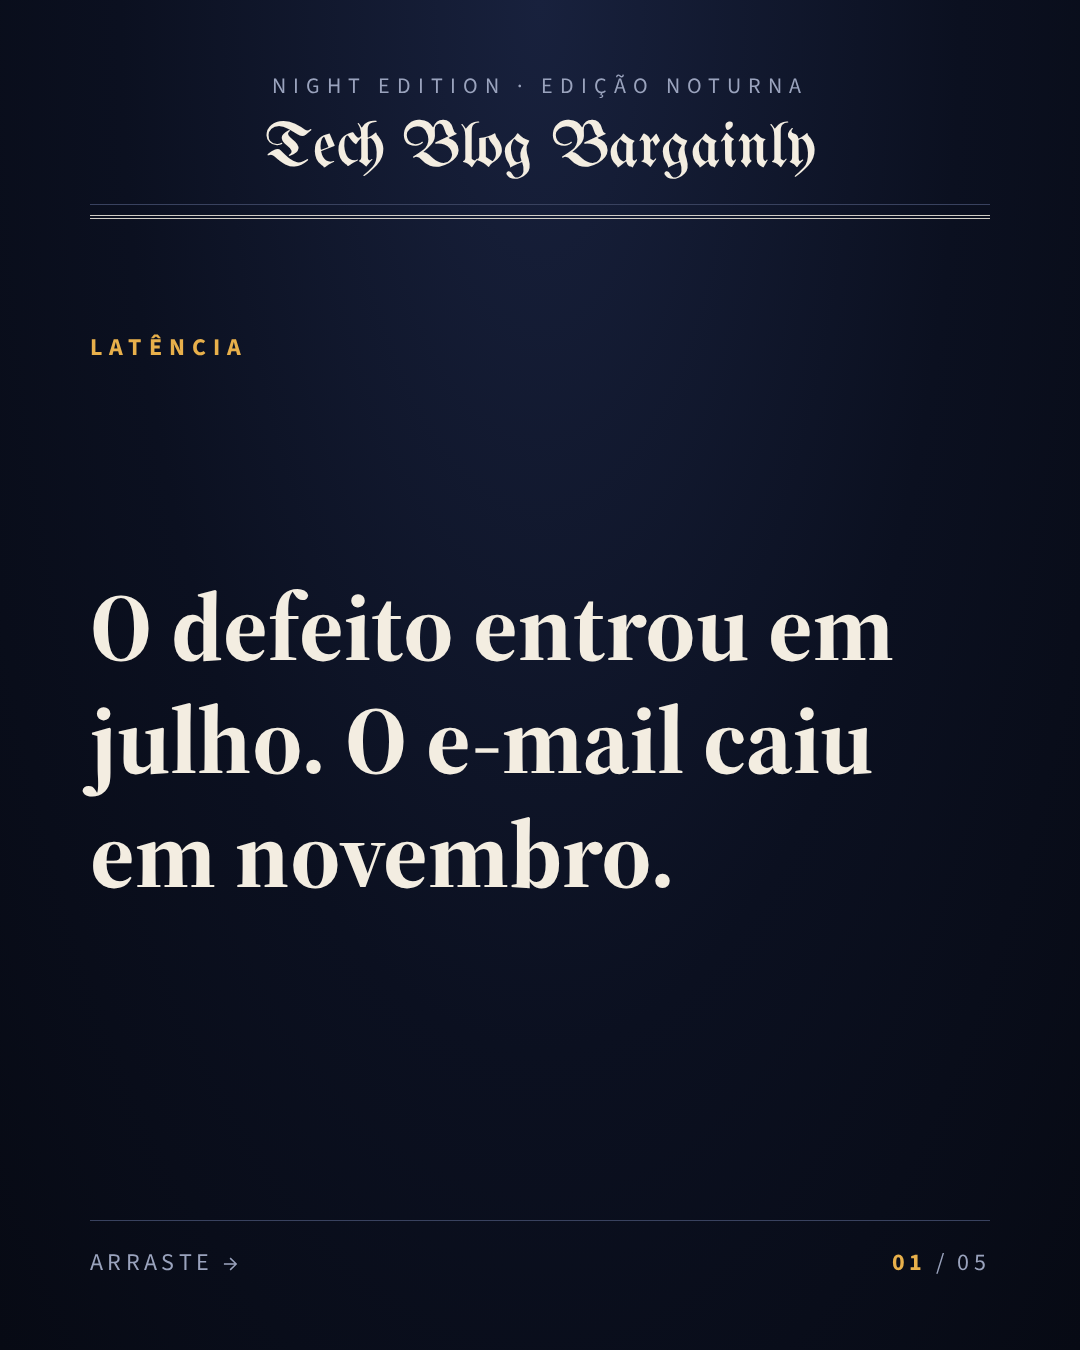 NIGHT EDITION · EDIÇÃO NOTURNA
Tech Blog Bargainly
LATÊNCIA
O defeito entrou em
julho. O e-mail caiu
em novembro.
ARRASTE →
01 / 05